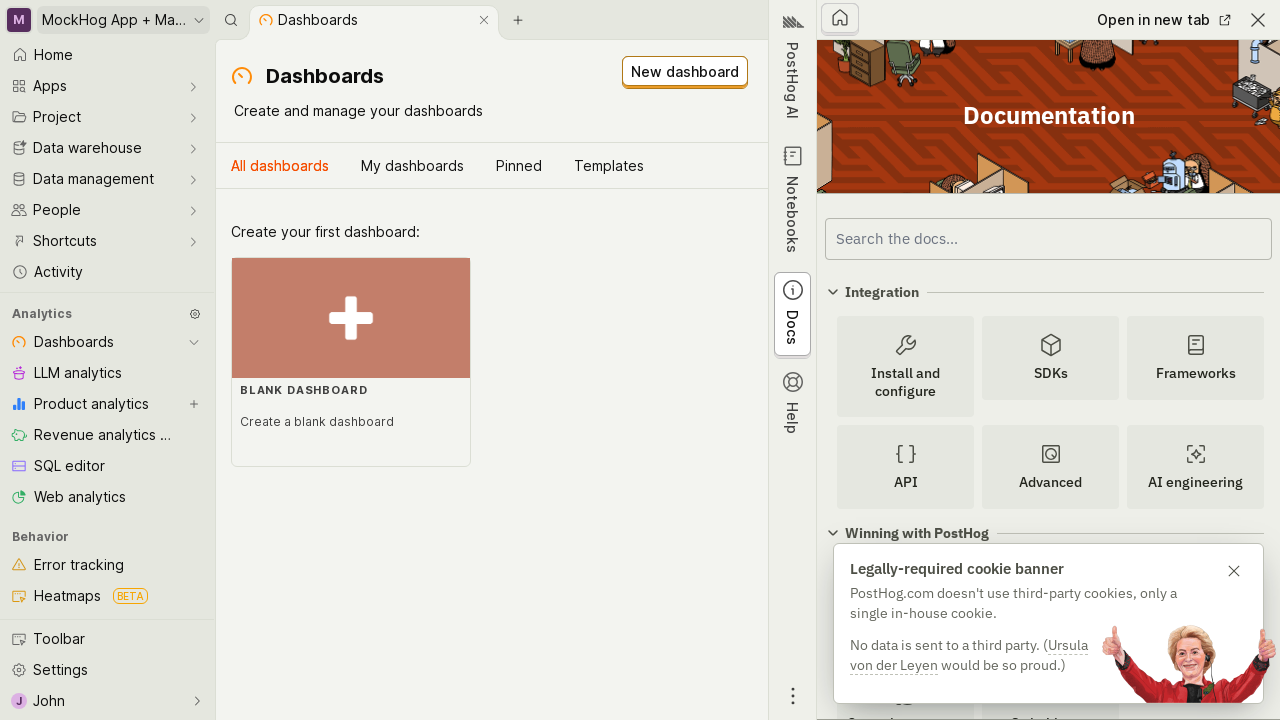 M
MockHog App + Ma...
Home
Apps
Project
Data warehouse
Data management
People
Shortcuts
Activity
Analytics
Dashboards
LLM analytics
Product analytics
Revenue analytics ...
SQL editor
Web analytics
Behavior
Error tracking
Heatmaps BETA
Toolbar
Settings
J John
Dashboards
Dashboards
New dashboard
Create and manage your dashboards
All dashboards My dashboards Pinned Templates
Create your first dashboard:
BLANK DASHBOARD
Create a blank dashboard
PostHog AI
Notebooks
Docs
Help
Open in new tab
Documentation
Search the docs...
Integration
Install and
configure
SDKs
Frameworks
API
Advanced
AI engineering
Winning with PostHog
Legally-required cookie banner
PostHog.com doesn't use third-party cookies, only a
single in-house cookie.
No data is sent to a third party. (Ursula
von der Leyen would be so proud.)